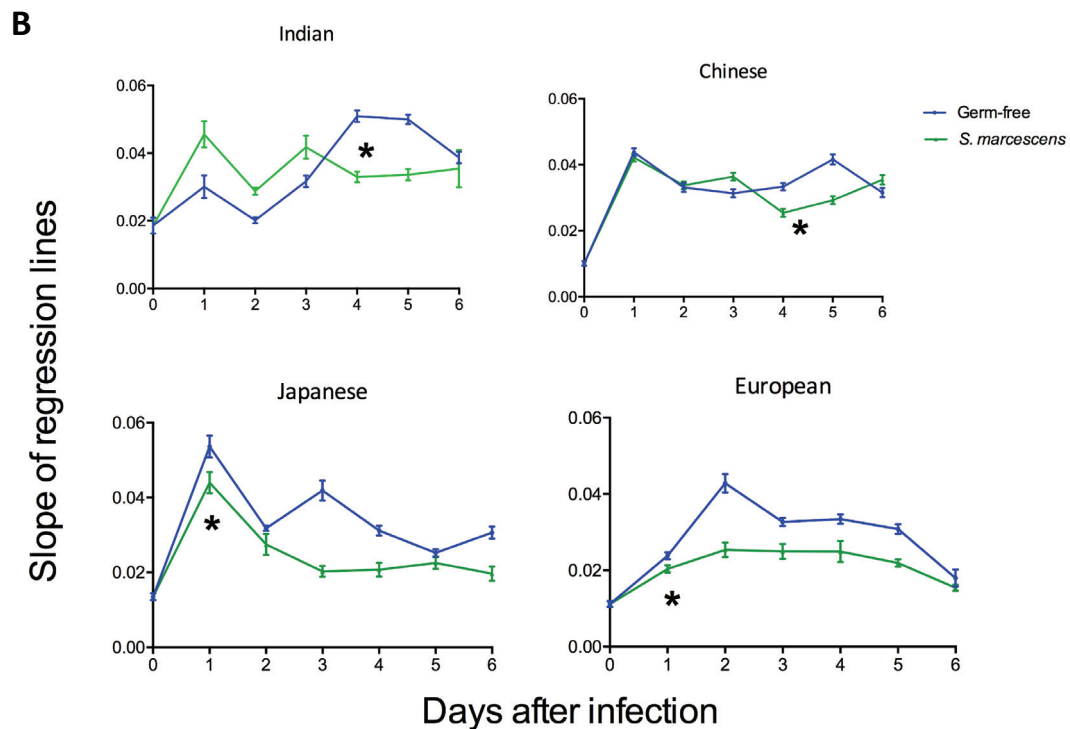 B
Indian
0.06
0.04
0.02
0.00
0 1 2 3 4 5 6
*
Chinese
0.06
0.04
0.02
0.00
0 1 2 3 4 5 6
*
Germ-free
S. marcescens
Slope of regression lines
Japanese
0.06
0.04
0.02
0.00
0 1 2 3 4 5 6
*
European
0.06
0.04
0.02
0.00
0 1 2 3 4 5 6
*
Days after infection